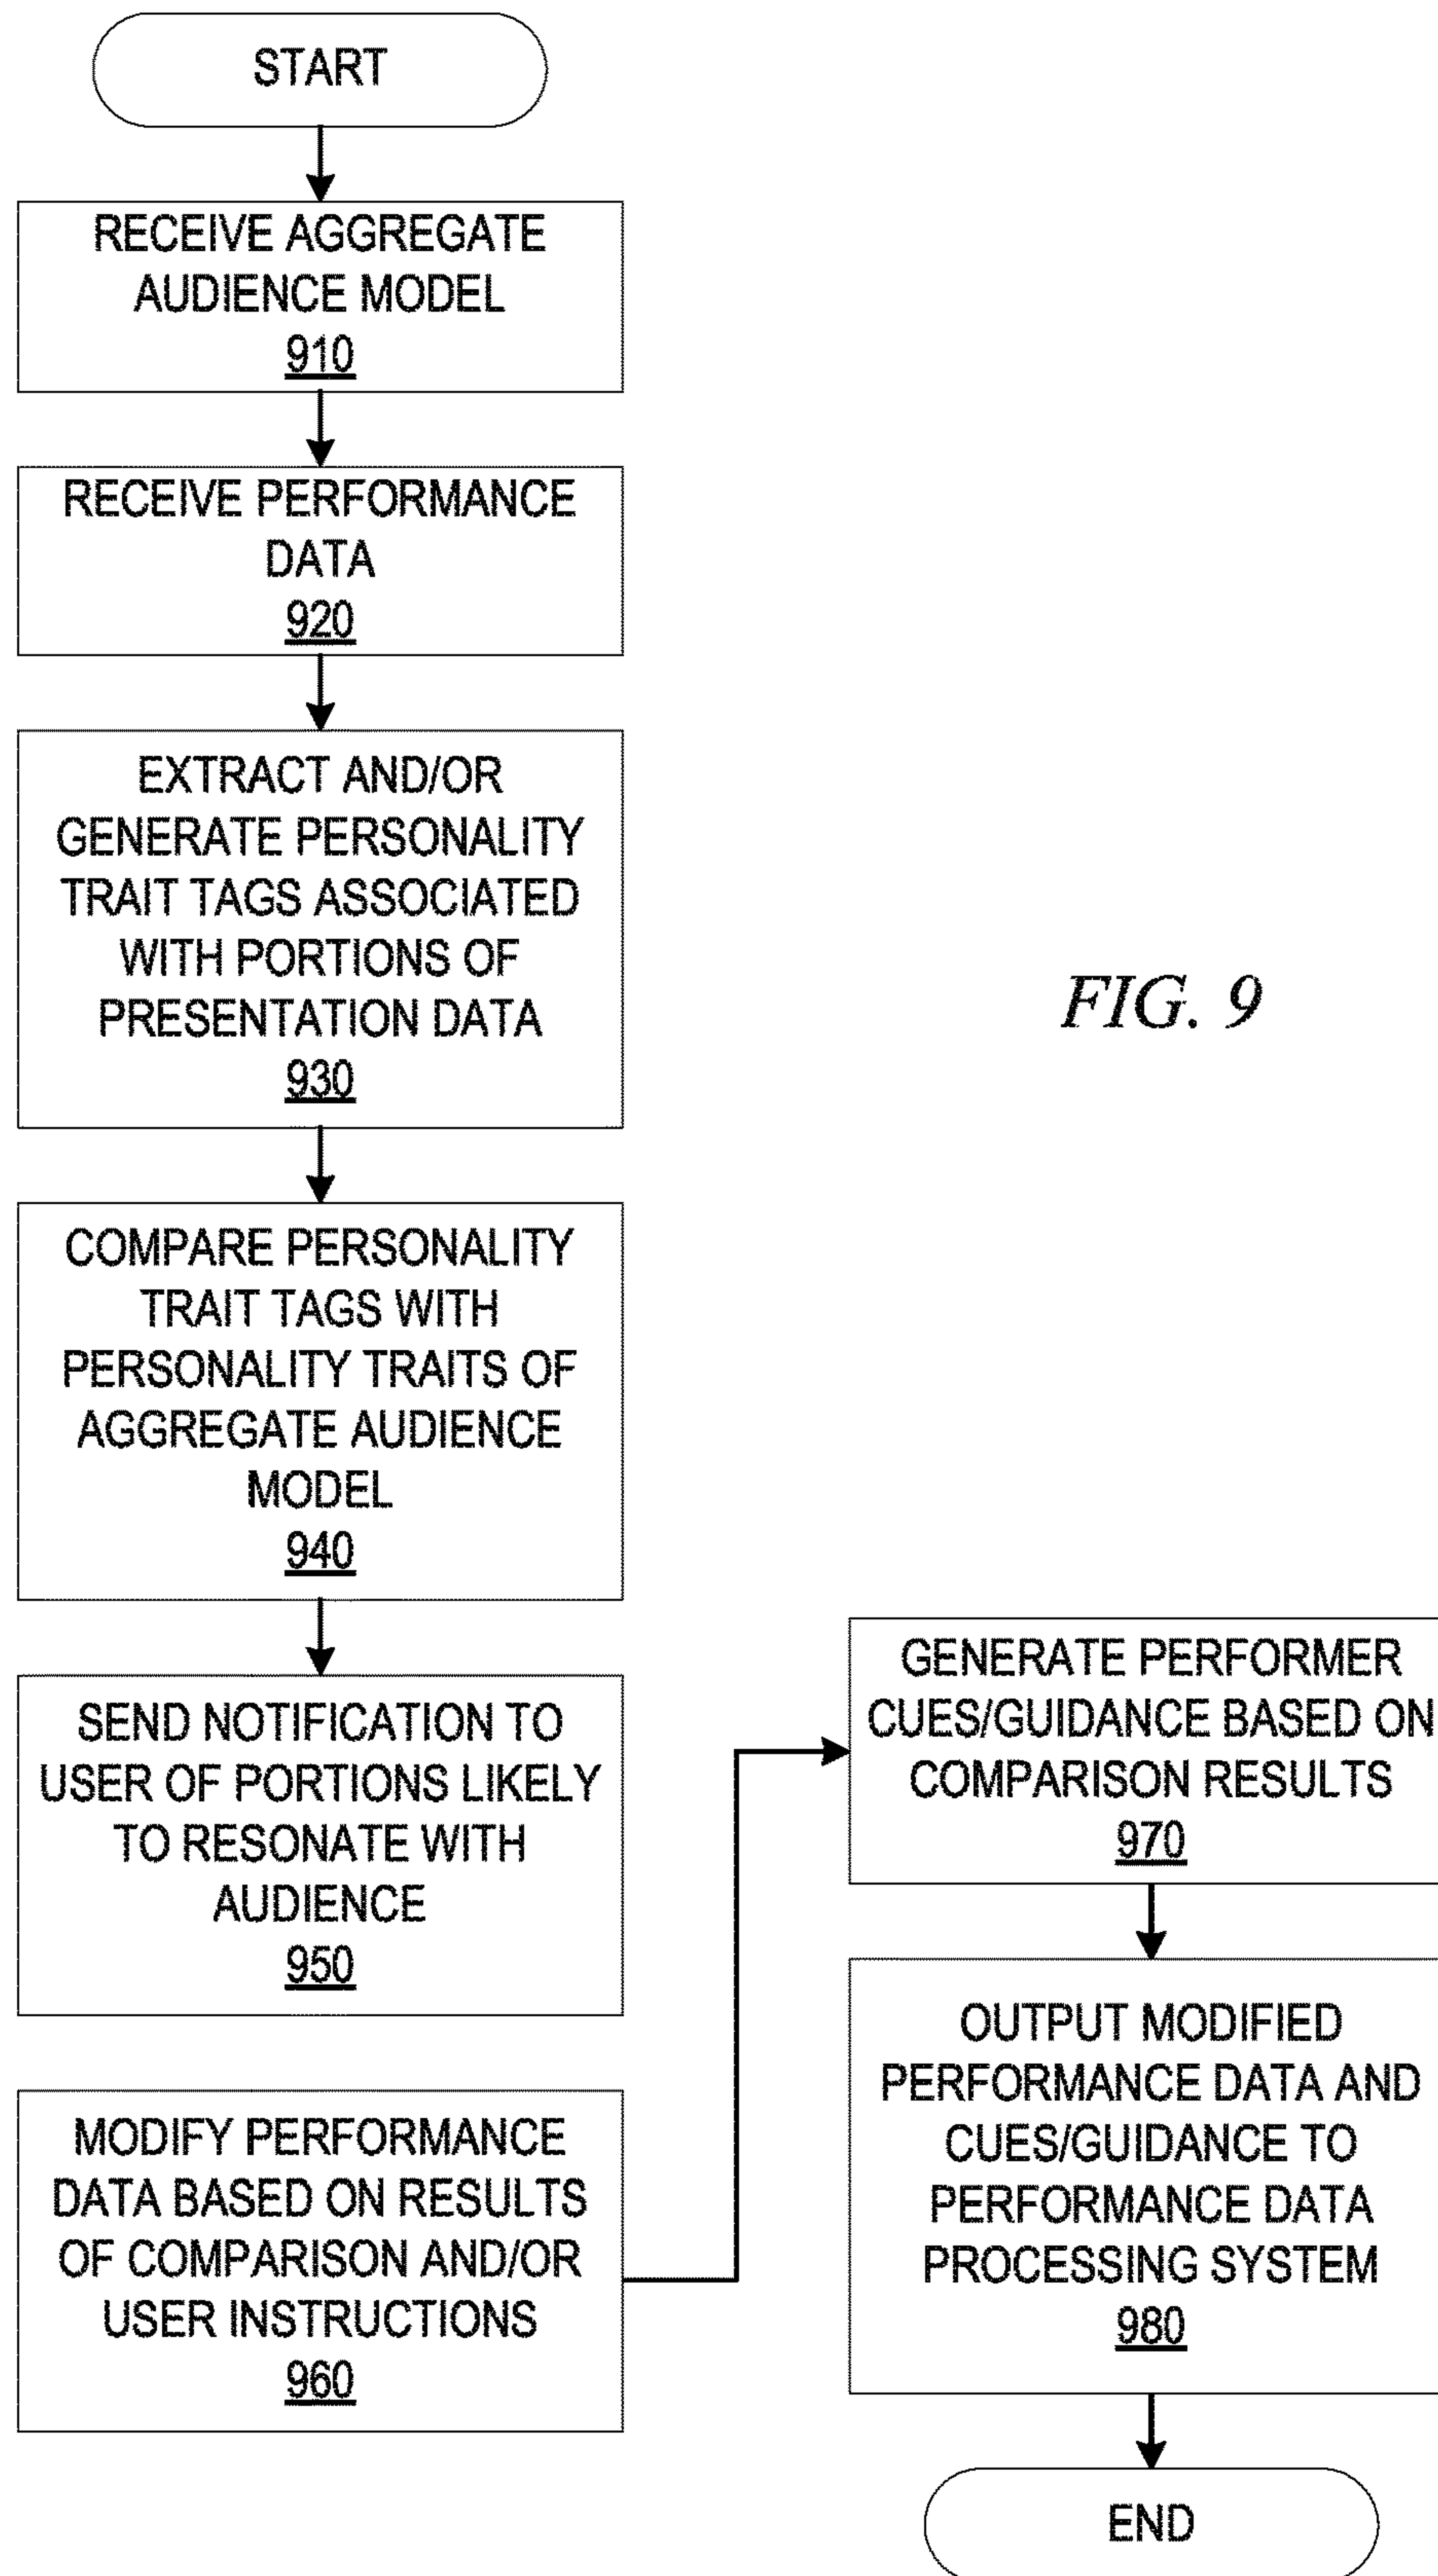 START
RECEIVE AGGREGATE
AUDIENCE MODEL
910
RECEIVE PERFORMANCE
DATA
920
EXTRACT AND/OR
GENERATE PERSONALITY
TRAIT TAGS ASSOCIATED
WITH PORTIONS OF
PRESENTATION DATA
930
COMPARE PERSONALITY
TRAIT TAGS WITH
PERSONALITY TRAITS OF
AGGREGATE AUDIENCE
MODEL
940
SEND NOTIFICATION TO
USER OF PORTIONS LIKELY
TO RESONATE WITH
AUDIENCE
950
MODIFY PERFORMANCE
DATA BASED ON RESULTS
OF COMPARISON AND/OR
USER INSTRUCTIONS
960
GENERATE PERFORMER
CUES/GUIDANCE BASED ON
COMPARISON RESULTS
970
OUTPUT MODIFIED
PERFORMANCE DATA AND
CUES/GUIDANCE TO
PERFORMANCE DATA
PROCESSING SYSTEM
980
END
FIG. 9